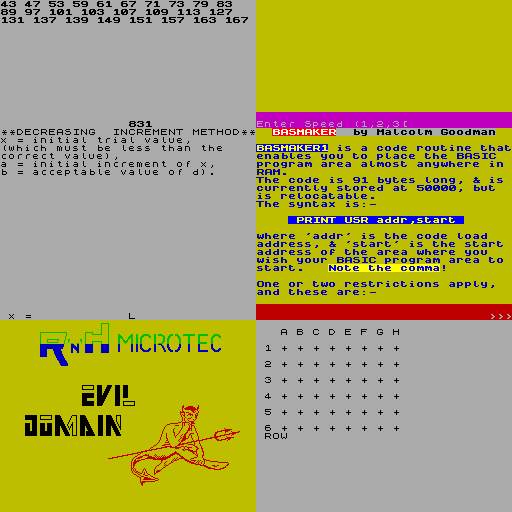 43 47 53 59 61 67 71 73 79 83
89 97 101 103 107 109 113 127
131 137 139 149 151 157 163 167
831
**DECREASING INCREMENT METHOD**
x = initial trial value,
(which must be less than the
correct value),
a = initial increment of x,
b = acceptable value of d).
x = L
Enter Speed (1,2,3[
BASMAKER by Malcolm Goodman
BASMAKER1 is a code routine that
enables you to place the BASIC
program area almost anywhere in
RAM.
The code is 91 bytes long, & is
currently stored at 50000, but
is relocatable.
The syntax is:-
PRINT USR addr,start
where 'addr' is the code load
address, & 'start' is the start
address of the area where you
wish your BASIC program area to
start. Note the comma!
One or two restrictions apply,
and these are:-
>>>
R'n'H MICROTEC
EVIL
DOMAIN
A B C D E F G H
1 + + + + + + + +
2 + + + + + + + +
3 + + + + + + + +
4 + + + + + + + +
5 + + + + + + + +
6 + + + + + + + +
ROW